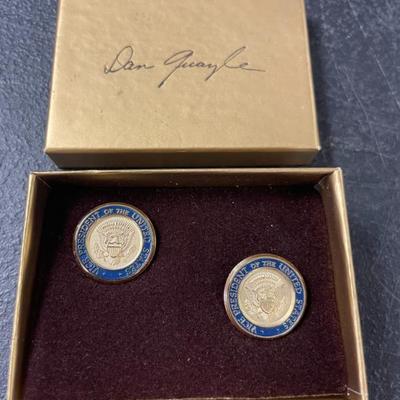 Dan Quayle
VICE PRESIDENT OF THE UNITED STATES
VICE PRESIDENT OF THE UNITED STATES